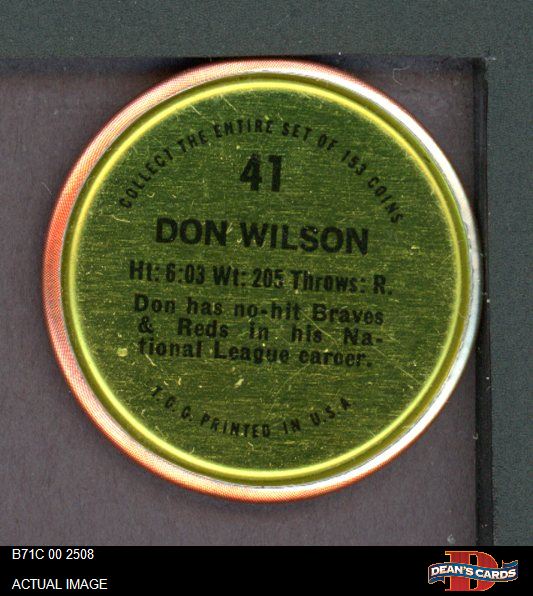 COLLECT THE ENTIRE SET OF 153 COINS
41
DON WILSON
Ht: 6:03 Wt: 205 Throws: R.
Don has no-hit Braves
& Reds in his Na-
tional League career.
T.C.G. PRINTED IN U.S.A
B71C 00 2508
ACTUAL IMAGE
D
DEAN'S CARDS